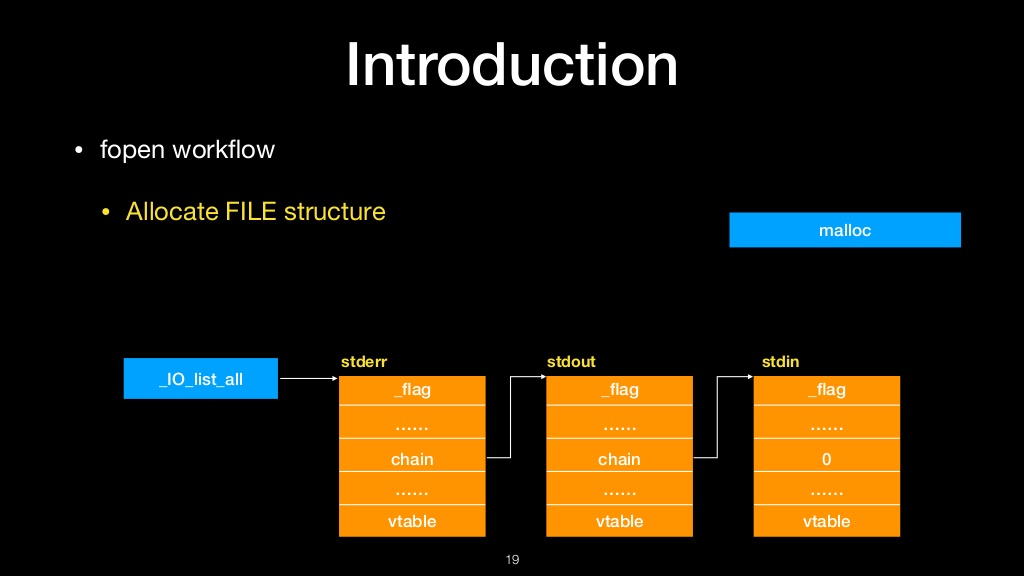 Introduction
• fopen workflow
• Allocate FILE structure
malloc
_IO_list_all
stderr
_flag
……
chain
……
vtable
stdout
_flag
……
chain
……
vtable
stdin
_flag
……
0
……
vtable
19